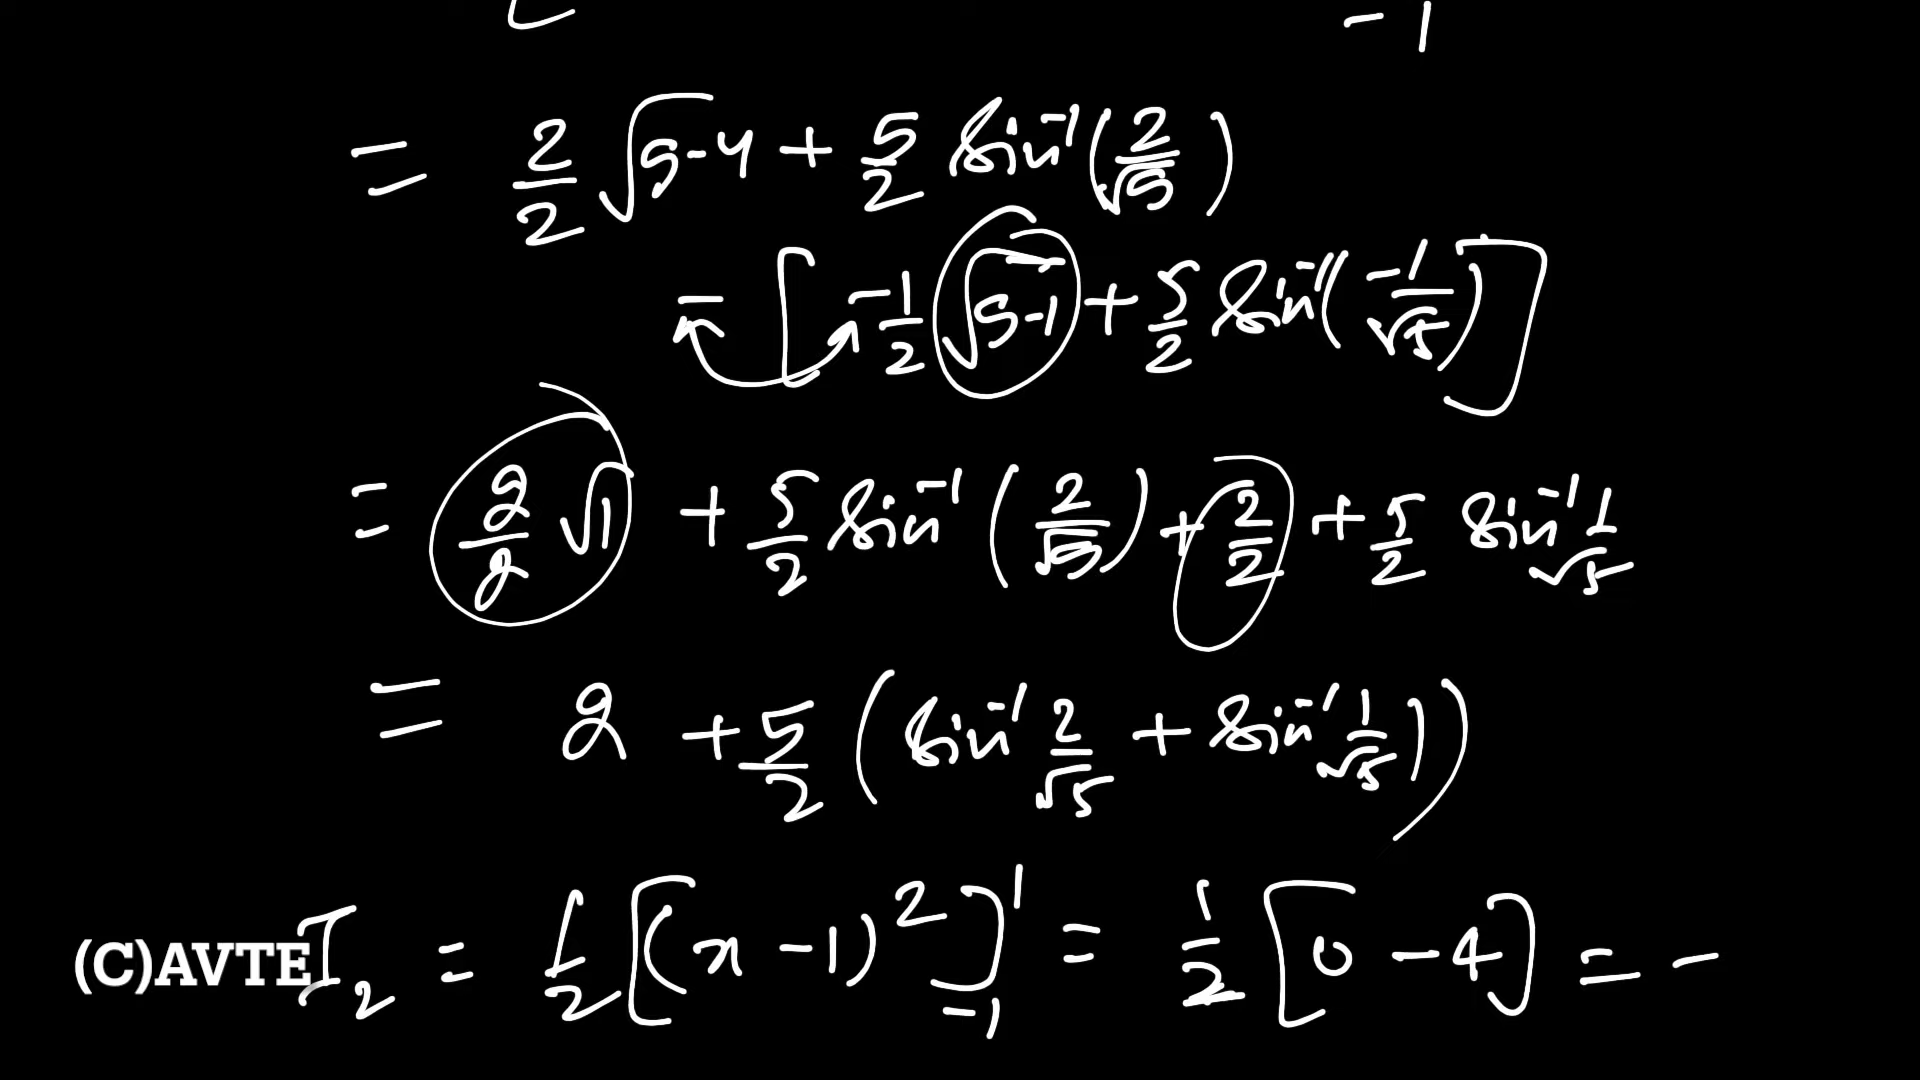 -1
= 2/2 √5-4 + 5/2 sin⁻¹(2/√5)
- [ -1/2 √5-1 + 5/2 sin⁻¹(-1/√5) ]
= 2/2 √1 + 5/2 sin⁻¹(2/√5) + 2/2 + 5/2 sin⁻¹ 1/√5
= 2 + 5/2 (sin⁻¹ 2/√5 + sin⁻¹ 1/√5))
(C)AVTE I₂ = 1/2 [(x-1)²]¹₋₁ = 1/2 [0-4] = -